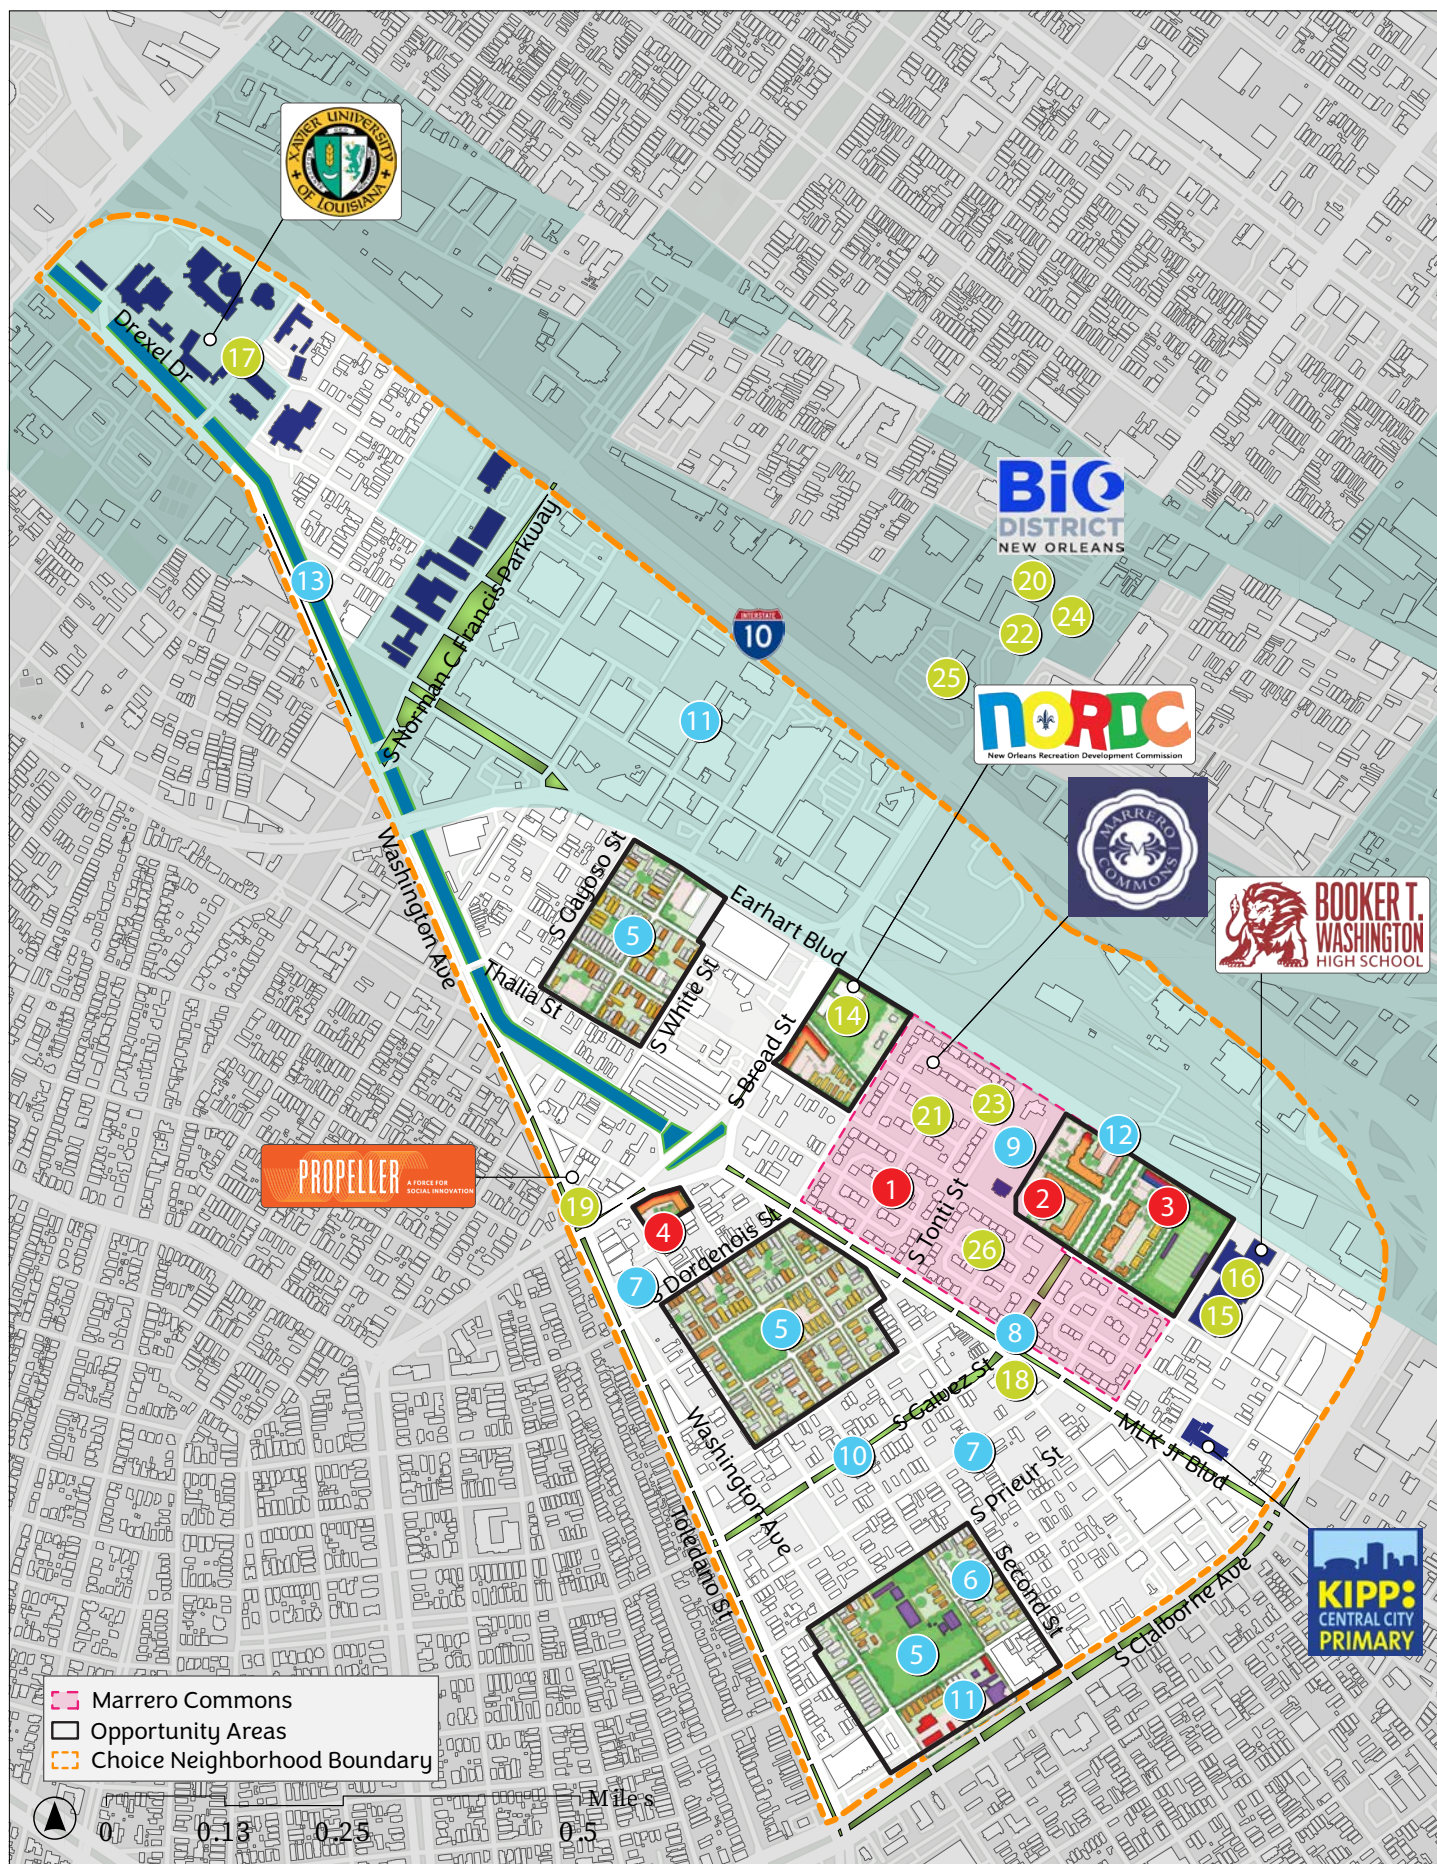 XAVIER UNIVERSITY
OF LOUISIANA
17
Drexel Dr
13
S Norman C Francis Parkway
INTERSTATE
10
11
BiO
DISTRICT
NEW ORLEANS
20
24
22
25
NORDC
New Orleans Recreation Development Commission
MARRERO
COMMONS
BOOKER T.
WASHINGTON
HIGH SCHOOL
Washington Ave
S Gagoso St
5
Earhart Blvd
Thalia St
S White St
S Broad St
14
21
23
9
12
1
2
3
S Tonti St
26
16
15
PROPELLER
A FORCE FOR
SOCIAL INNOVATION
19
4
7
S Dorgenois St
5
8
18
S Galvez St
10
7
MLK Jr Blvd
Washington Ave
Toledano St
S Prieur St
Second St
6
5
11
S Clalborne Ave
KIPP:
CENTRAL CITY
PRIMARY
Marrero Commons
Opportunity Areas
Choice Neighborhood Boundary
Miles
0 0.13 0.25 0.5